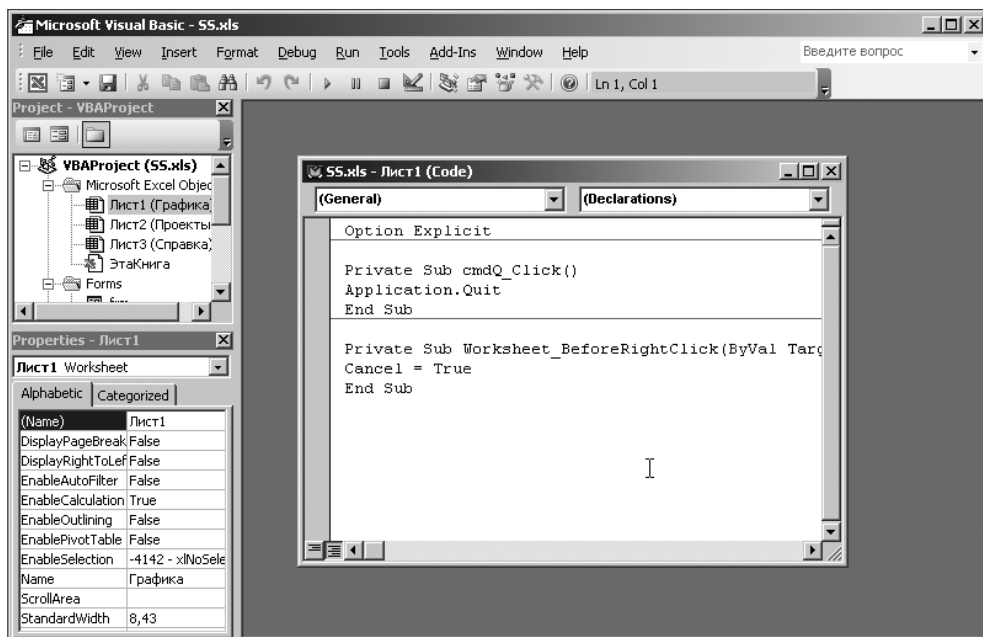 Microsoft Visual Basic - SS.xls
File Edit View Insert Format Debug Run Tools Add-Ins Window Help
Введите вопрос
Ln 1, Col 1
Project - VBAProject
VBAProject (SS.xls)
Microsoft Excel Objec
Лист1 (Графика)
Лист2 (Проекты
Лист3 (Справка)
ЭтаКнига
Forms
Properties - Лист1
Лист1 Worksheet
Alphabetic Categorized
(Name) Лист1
DisplayPageBreak False
DisplayRightToLef False
EnableAutoFilter False
EnableCalculation True
EnableOutlining False
EnablePivotTable False
EnableSelection -4142 - xlNoSele
Name Графика
ScrollArea
StandardWidth 8,43
SS.xls - Лист1 (Code)
(General) (Declarations)
Option Explicit
Private Sub cmdQ_Click()
Application.Quit
End Sub
Private Sub Worksheet_BeforeRightClick(ByVal Targ
Cancel = True
End Sub